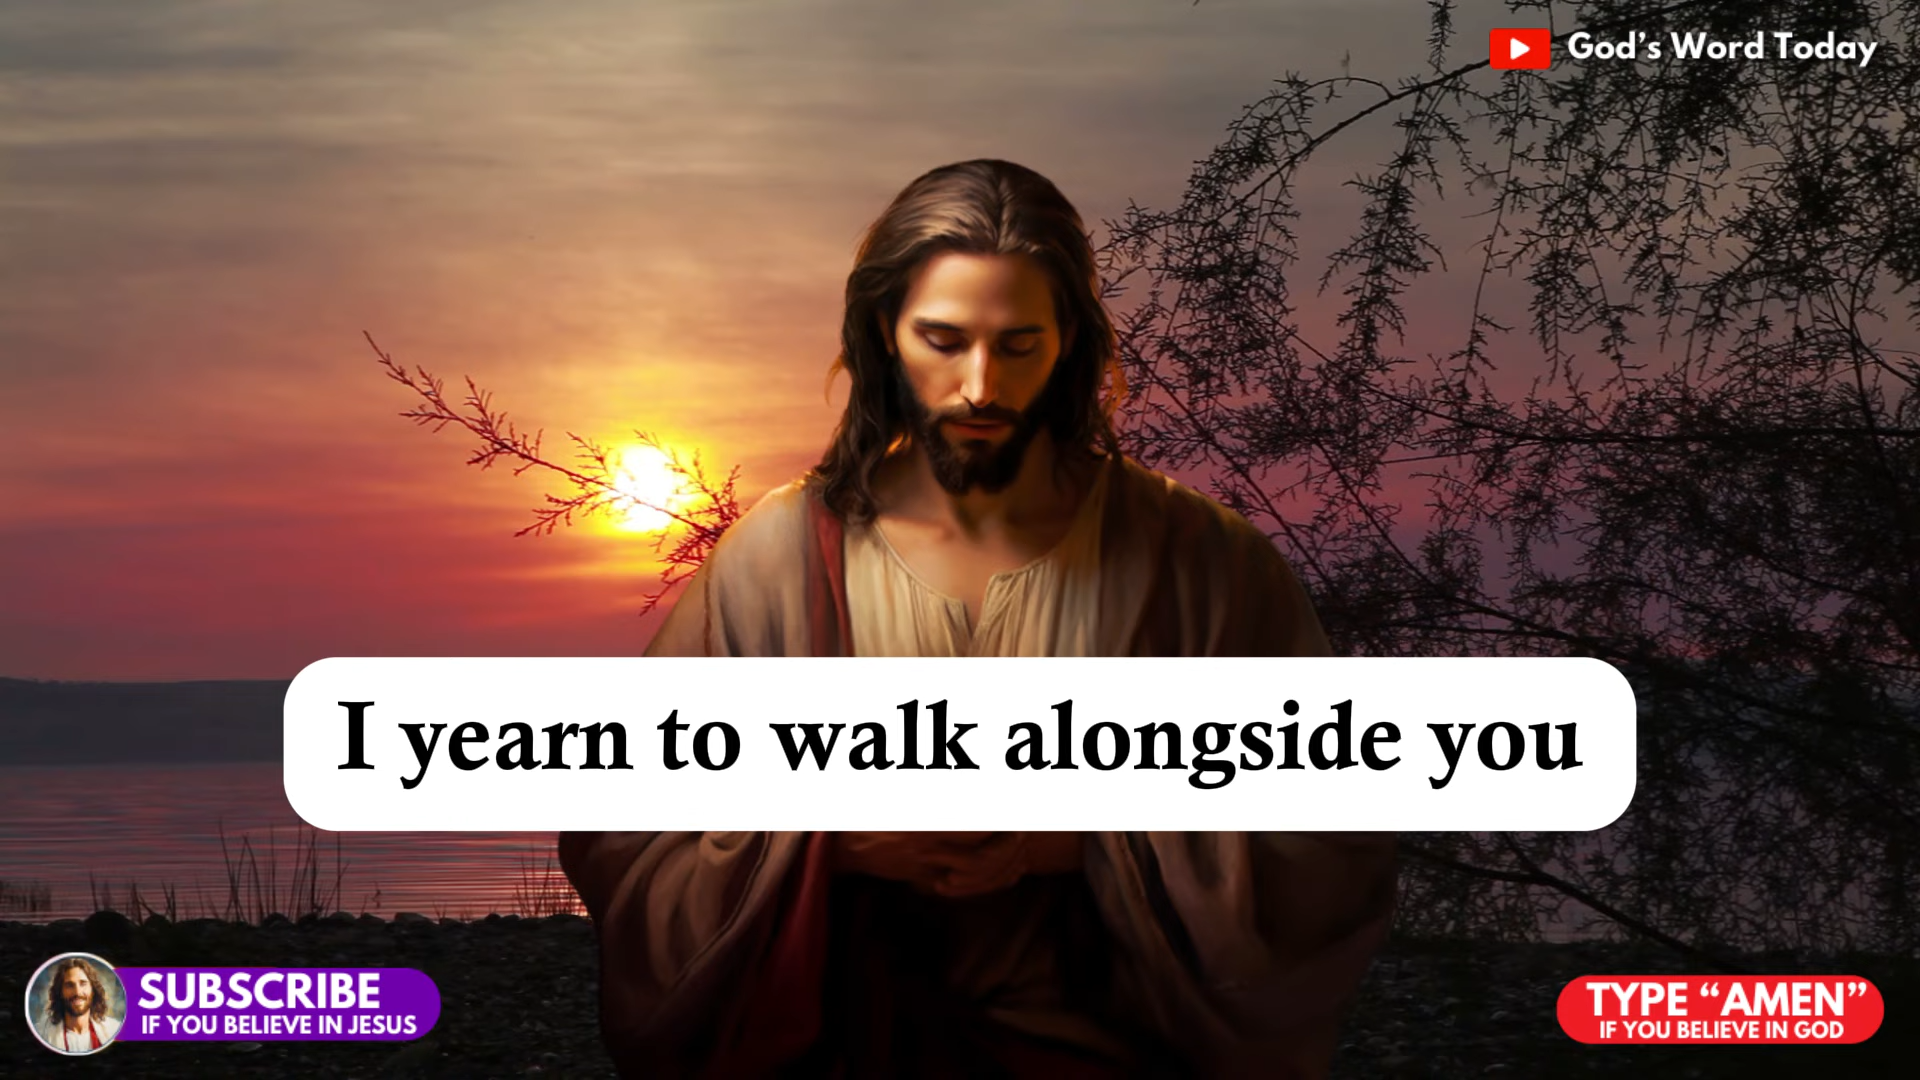 God’s Word Today
I yearn to walk alongside you
SUBSCRIBE
IF YOU BELIEVE IN JESUS
TYPE “AMEN”
IF YOU BELIEVE IN GOD